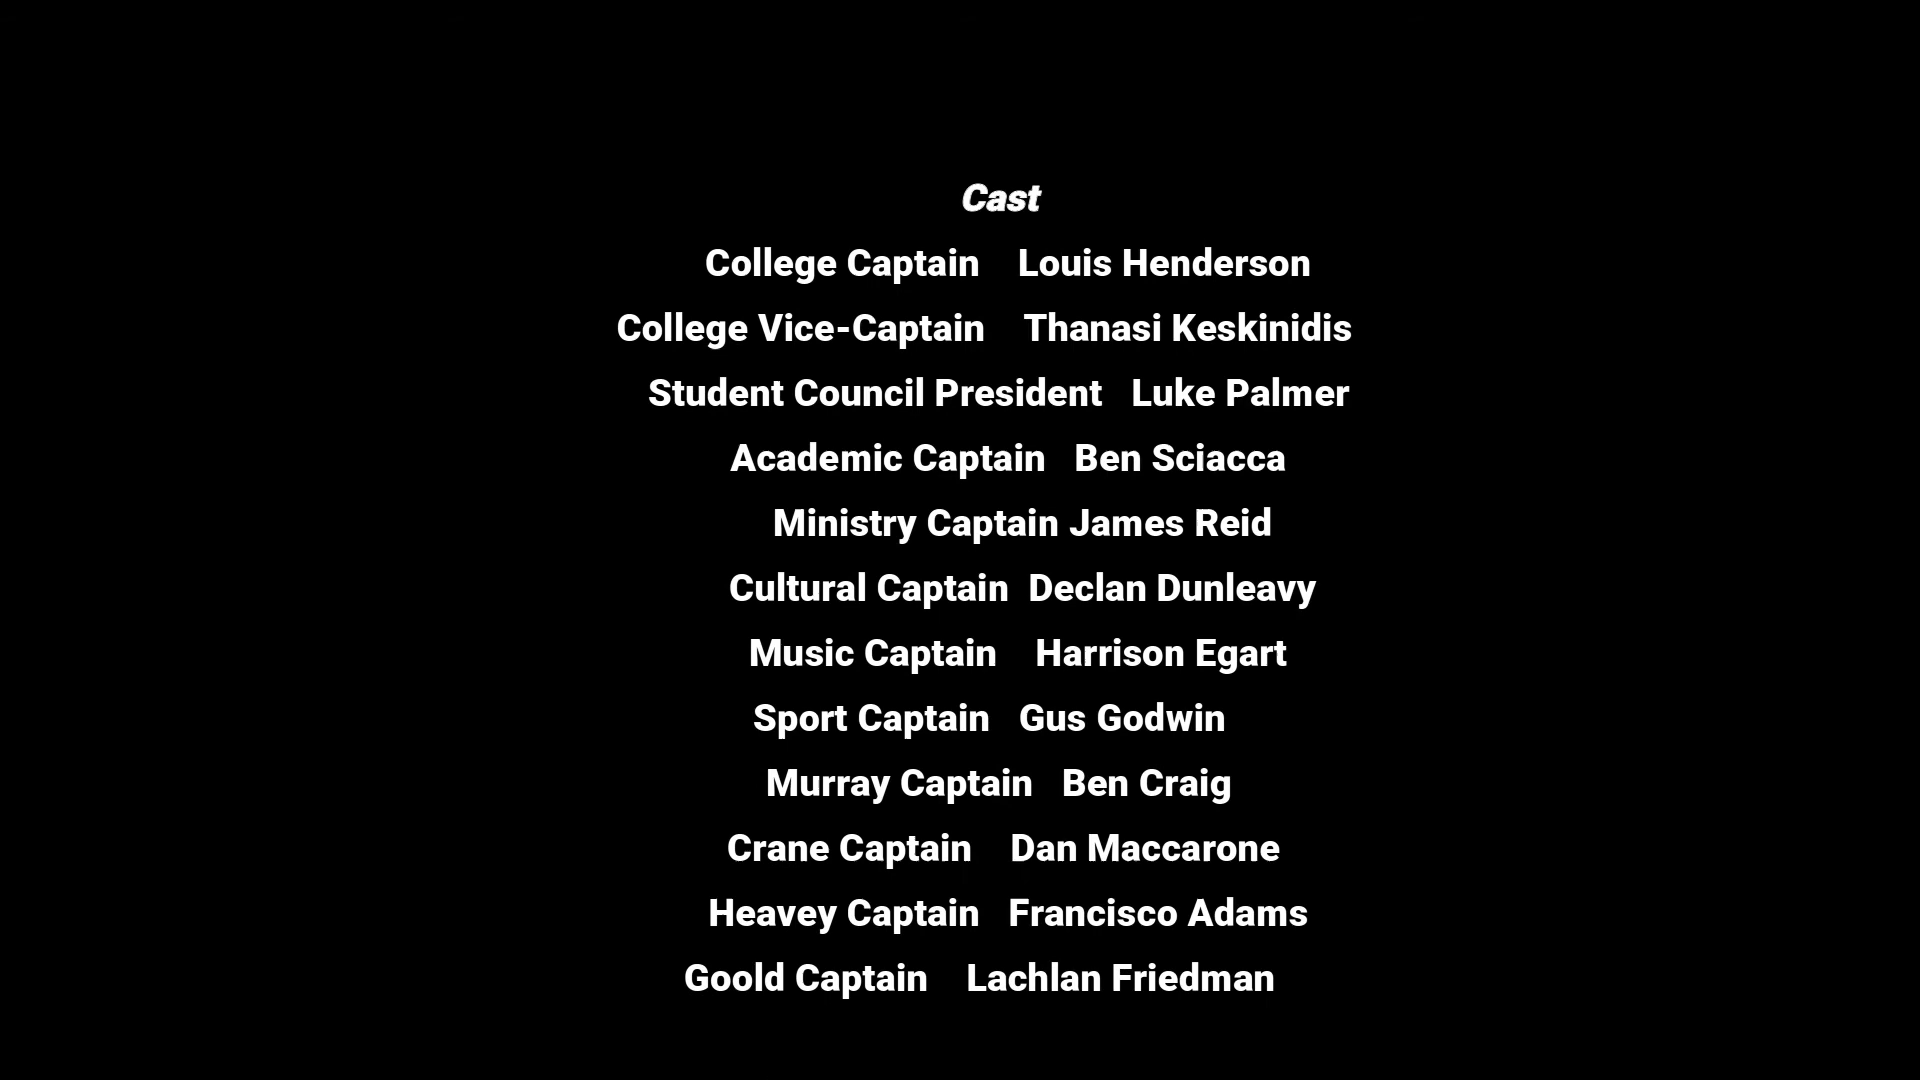 Cast
College Captain Louis Henderson
College Vice-Captain Thanasi Keskinidis
Student Council President Luke Palmer
Academic Captain Ben Sciacca
Ministry Captain James Reid
Cultural Captain Declan Dunleavy
Music Captain Harrison Egart
Sport Captain Gus Godwin
Murray Captain Ben Craig
Crane Captain Dan Maccarone
Heavey Captain Francisco Adams
Goold Captain Lachlan Friedman